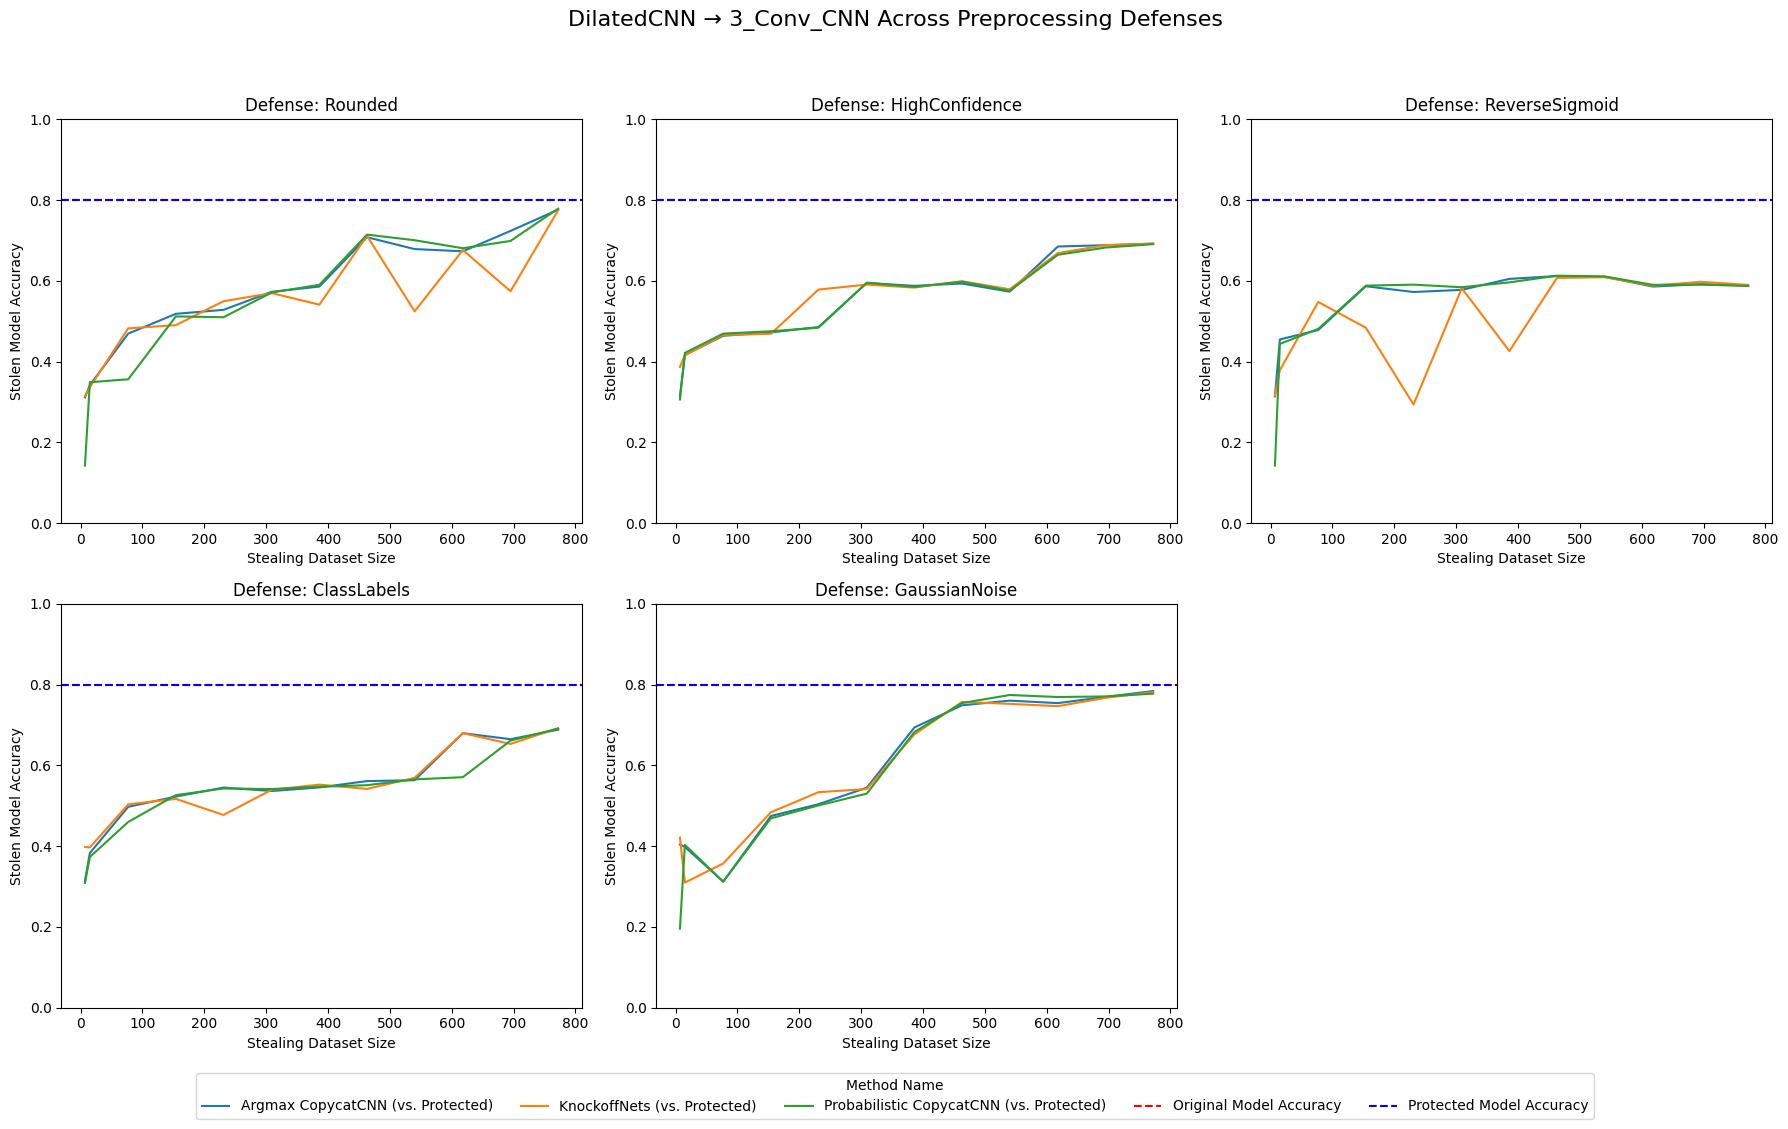 DilatedCNN → 3_Conv_CNN Across Preprocessing Defenses
Defense: Rounded
1.0
0.8
0.6
0.4
0.2
0.0
Stolen Model Accuracy
0 100 200 300 400 500 600 700 800
Stealing Dataset Size
Defense: HighConfidence
1.0
0.8
0.6
0.4
0.2
0.0
Stolen Model Accuracy
0 100 200 300 400 500 600 700 800
Stealing Dataset Size
Defense: ReverseSigmoid
1.0
0.8
0.6
0.4
0.2
0.0
Stolen Model Accuracy
0 100 200 300 400 500 600 700 800
Stealing Dataset Size
Defense: ClassLabels
1.0
0.8
0.6
0.4
0.2
0.0
Stolen Model Accuracy
0 100 200 300 400 500 600 700 800
Stealing Dataset Size
Defense: GaussianNoise
1.0
0.8
0.6
0.4
0.2
0.0
Stolen Model Accuracy
0 100 200 300 400 500 600 700 800
Stealing Dataset Size
Method Name
Argmax CopycatCNN (vs. Protected) KnockoffNets (vs. Protected) Probabilistic CopycatCNN (vs. Protected) Original Model Accuracy Protected Model Accuracy